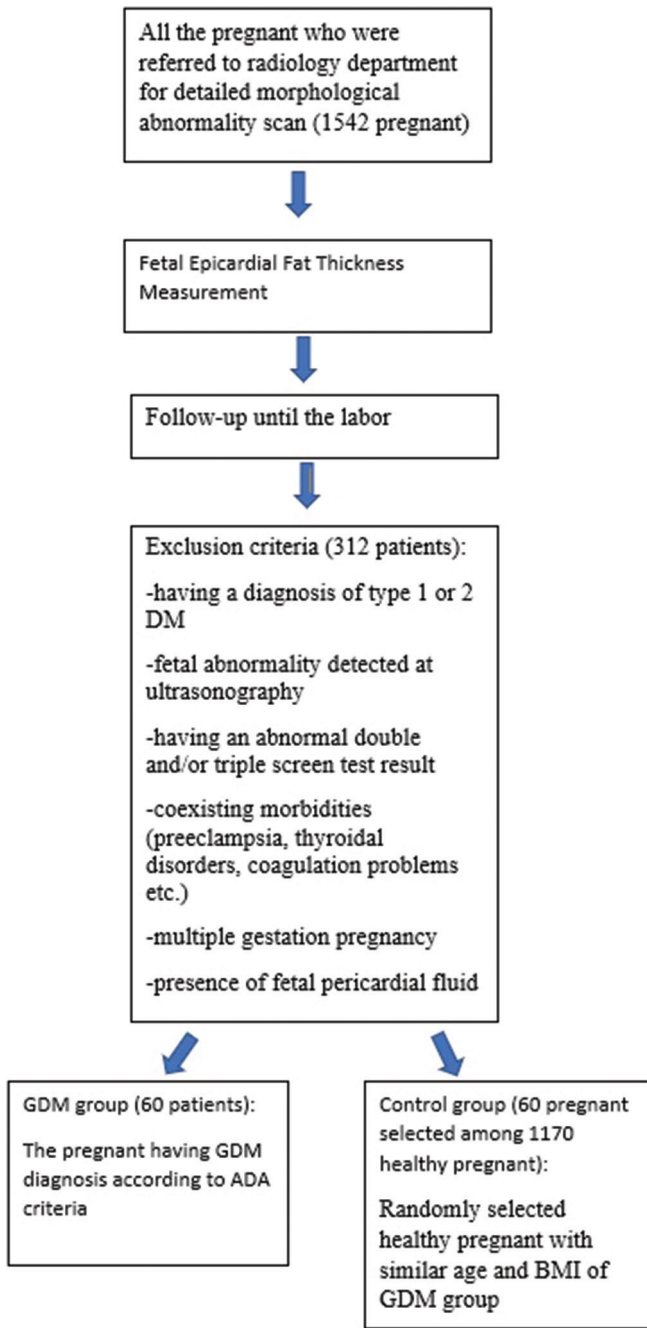 All the pregnant who were
referred to radiology department
for detailed morphological
abnormality scan (1542 pregnant)
Fetal Epicardial Fat Thickness
Measurement
Follow-up until the labor
Exclusion criteria (312 patients):
-having a diagnosis of type 1 or 2
DM
-fetal abnormality detected at
ultrasonography
-having an abnormal double
and/or triple screen test result
-coexisting morbidities
(preeclampsia, thyroidal
disorders, coagulation problems
etc.)
-multiple gestation pregnancy
-presence of fetal pericardial fluid
GDM group (60 patients):
The pregnant having GDM
diagnosis according to ADA
criteria
Control group (60 pregnant
selected among 1170
healthy pregnant):
Randomly selected
healthy pregnant with
similar age and BMI of
GDM group